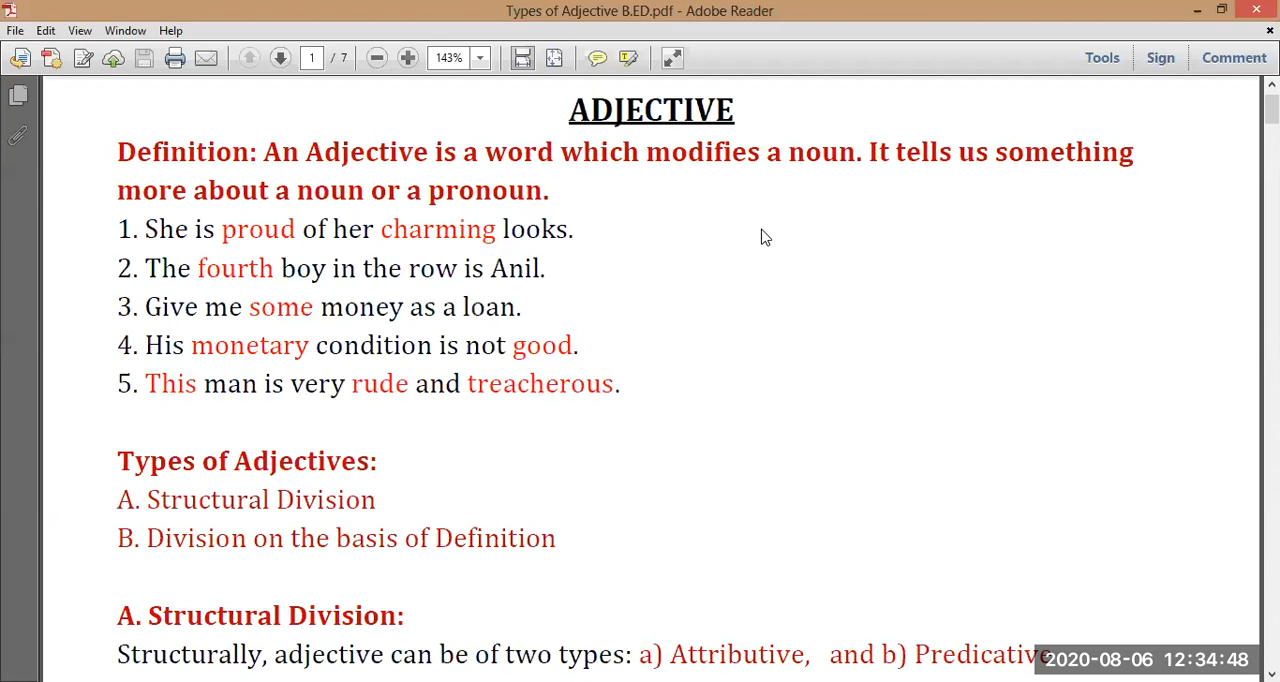 Types of Adjective B.ED.pdf - Adobe Reader
File Edit View Window Help
1 / 7 143% Tools Sign Comment
ADJECTIVE
Definition: An Adjective is a word which modifies a noun. It tells us something
more about a noun or a pronoun.
1. She is proud of her charming looks.
2. The fourth boy in the row is Anil.
3. Give me some money as a loan.
4. His monetary condition is not good.
5. This man is very rude and treacherous.
Types of Adjectives:
A. Structural Division
B. Division on the basis of Definition
A. Structural Division:
Structurally, adjective can be of two types: a) Attributive, and b) Predicative
2020-08-06 12:34:48